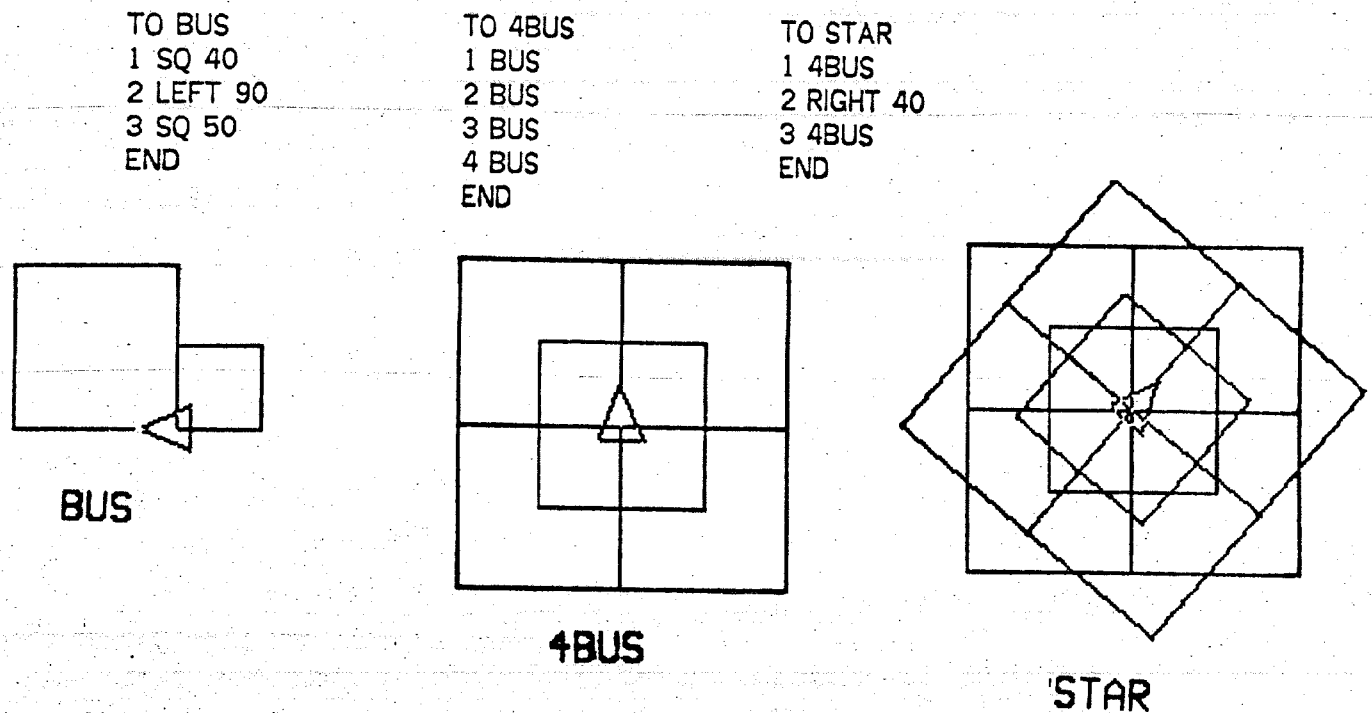 TO BUS
1 SQ 40
2 LEFT 90
3 SQ 50
END
TO 4BUS
1 BUS
2 BUS
3 BUS
4 BUS
END
TO STAR
1 4BUS
2 RIGHT 40
3 4BUS
END
BUS
4BUS
'STAR